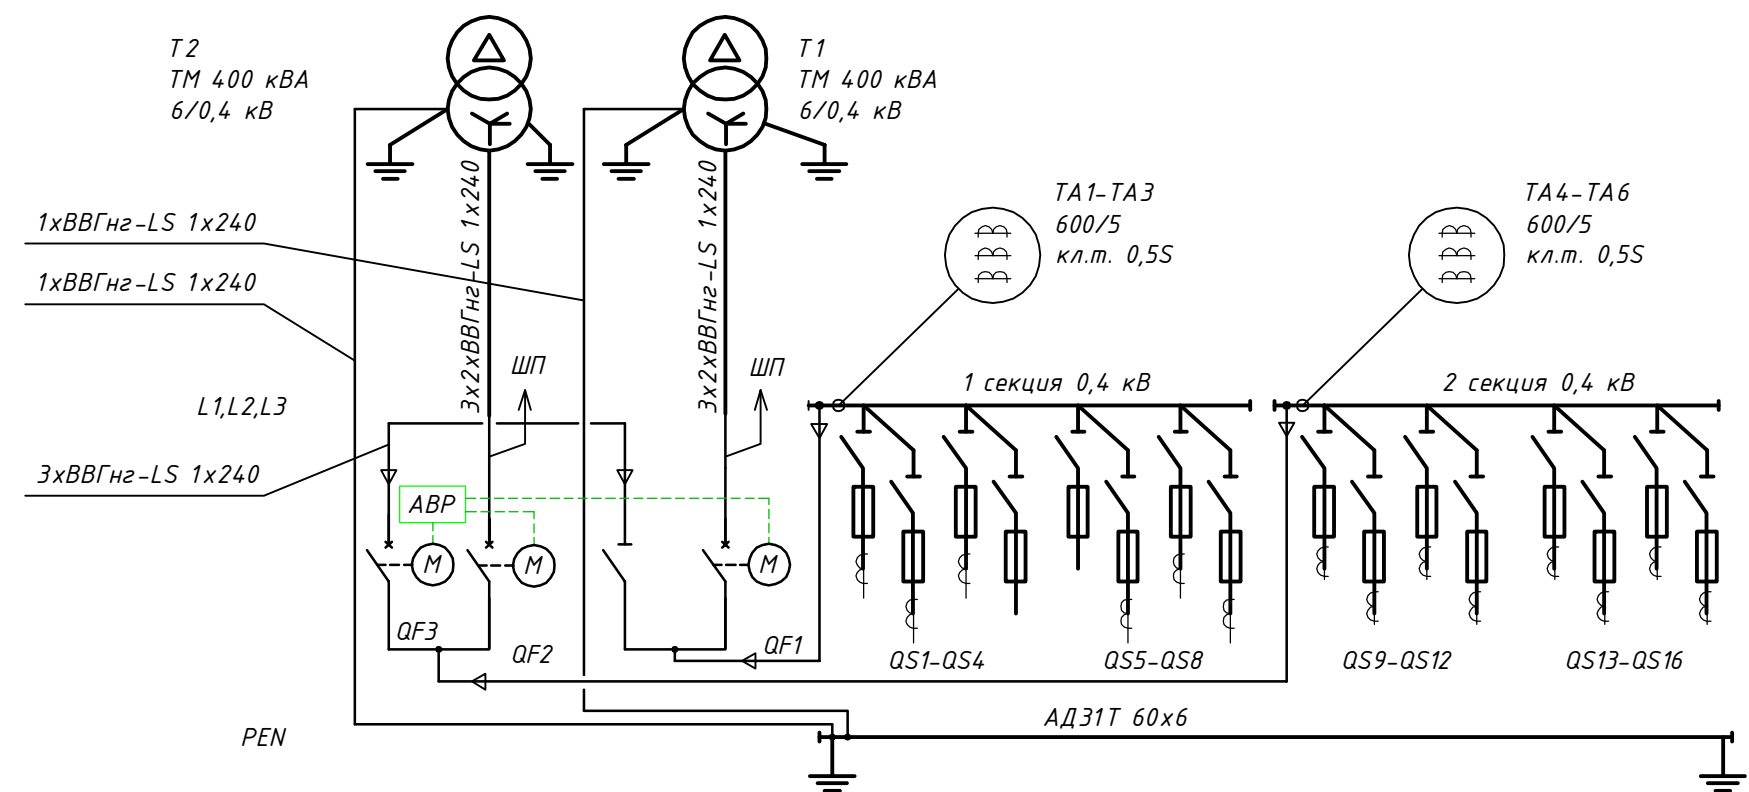 Т2
ТМ 400 кВА
6/0,4 кВ
Т1
ТМ 400 кВА
6/0,4 кВ
3х2хВВГнг-LS 1х240
3х2хВВГнг-LS 1х240
ТА1-ТА3
600/5
кл.т. 0,5S
ТА4-ТА6
600/5
кл.т. 0,5S
1хВВГнг-LS 1х240
1хВВГнг-LS 1х240
ШП
ШП
1 секция 0,4 кВ
2 секция 0,4 кВ
L1,L2,L3
3хВВГнг-LS 1х240
АВР
М
М
М
QF3
QF2
QF1
QS1-QS4
QS5-QS8
QS9-QS12
QS13-QS16
PEN
АД31Т 60х6